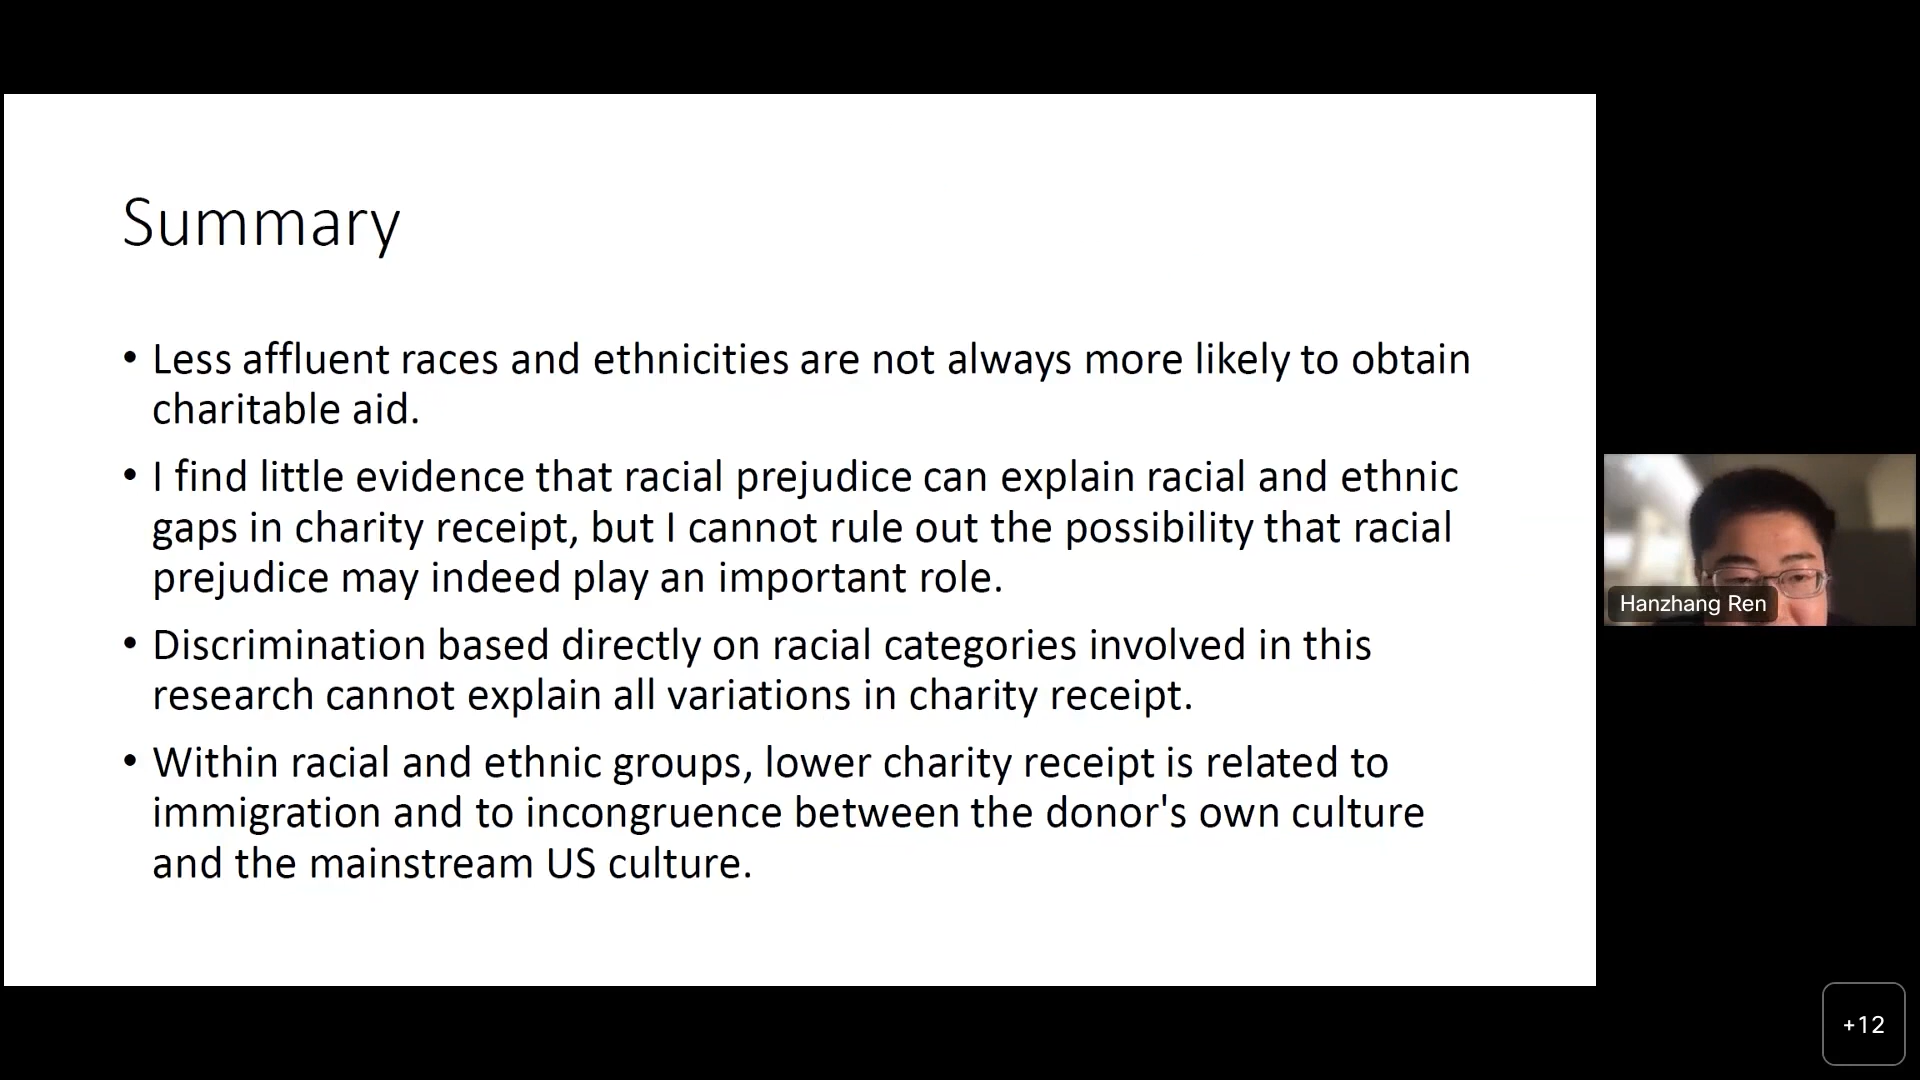 Summary
• Less affluent races and ethnicities are not always more likely to obtain
charitable aid.
• I find little evidence that racial prejudice can explain racial and ethnic
gaps in charity receipt, but I cannot rule out the possibility that racial
prejudice may indeed play an important role.
• Discrimination based directly on racial categories involved in this
research cannot explain all variations in charity receipt.
• Within racial and ethnic groups, lower charity receipt is related to
immigration and to incongruence between the donor's own culture
and the mainstream US culture.
Hanzhang Ren
+12